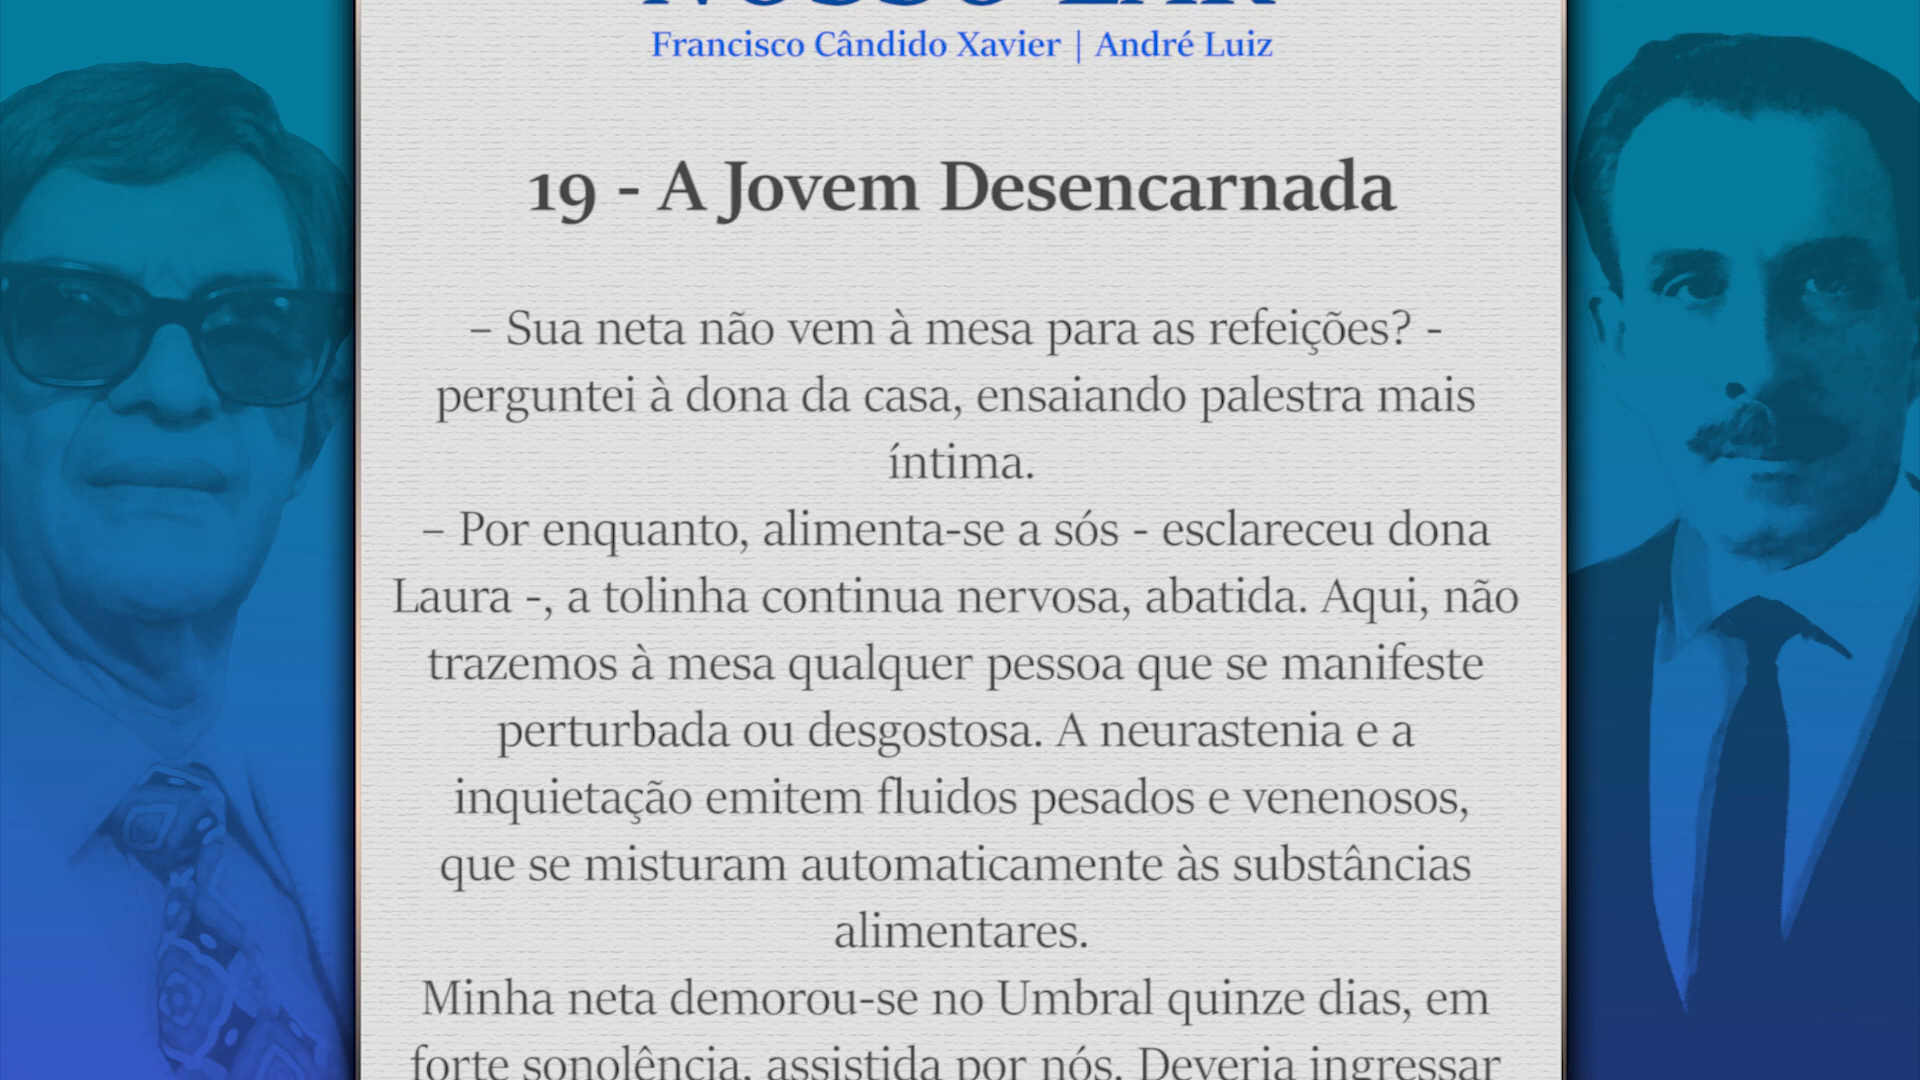 NOSSO LAR
Francisco Cândido Xavier | André Luiz
19 - A Jovem Desencarnada
– Sua neta não vem à mesa para as refeições? -
perguntei à dona da casa, ensaiando palestra mais
íntima.
– Por enquanto, alimenta-se a sós - esclareceu dona
Laura -, a tolinha continua nervosa, abatida. Aqui, não
trazemos à mesa qualquer pessoa que se manifeste
perturbada ou desgostosa. A neurastenia e a
inquietação emitem fluidos pesados e venenosos,
que se misturam automaticamente às substâncias
alimentares.
Minha neta demorou-se no Umbral quinze dias, em
forte sonolência, assistida por nós. Deveria ingressar